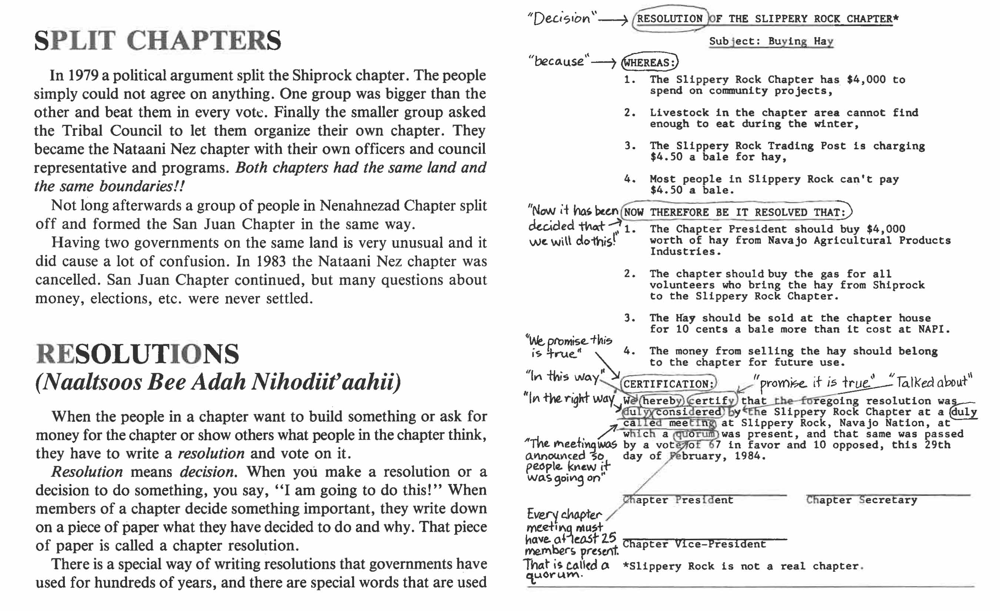 SPLIT CHAPTERS
In 1979 a political argument split the Shiprock chapter. The people
simply could not agree on anything. One group was bigger than the
other and beat them in every vote. Finally the smaller group asked
the Tribal Council to let them organize their own chapter. They
became the Nataani Nez chapter with their own officers and council
representative and programs. Both chapters had the same land and
the same boundaries!!
Not long afterwards a group of people in Nenahnezad Chapter split
off and formed the San Juan Chapter in the same way.
Having two governments on the same land is very unusual and it
did cause a lot of confusion. In 1983 the Nataani Nez chapter was
cancelled. San Juan Chapter continued, but many questions about
money, elections, etc. were never settled.
RESOLUTIONS
(Naaltsoos Bee Adah Nihodiit'aahii)
When the people in a chapter want to build something or ask for
money for the chapter or show others what people in the chapter think,
they have to write a resolution and vote on it.
Resolution means decision. When you make a resolution or a
decision to do something, you say, “I am going to do this!” When
members of a chapter decide something important, they write down
on a piece of paper what they have decided to do and why. That piece
of paper is called a chapter resolution.
There is a special way of writing resolutions that governments have
used for hundreds of years, and there are special words that are used
"Decision"
RESOLUTION OF THE SLIPPERY ROCK CHAPTER*
Subject: Buying Hay
"because"
WHEREAS:
1. The Slippery Rock Chapter has $4,000 to
spend on community projects,
2. Livestock in the chapter area cannot find
enough to eat during the winter,
3. The Slippery Rock Trading Post is charging
$4.50 a bale for hay,
4. Most people in Slippery Rock can't pay
$4.50 a bale.
"Now it has been
decided that
we will do this!"
NOW THEREFORE BE IT RESOLVED THAT:
1. The Chapter President should buy $4,000
worth of hay from Navajo Agricultural Products
Industries.
2. The chapter should buy the gas for all
volunteers who bring the hay from Shiprock
to the Slippery Rock Chapter.
3. The Hay should be sold at the chapter house
for 10 cents a bale more than it cost at NAPI.
4. The money from selling the hay should belong
to the chapter for future use.
"We promise this
is true"
"In this way"
"In the right way"
CERTIFICATION:
"promise it is true"
"Talked about"
We hereby certify that the foregoing resolution was
duly considered by the Slippery Rock Chapter at a duly
called meeting at Slippery Rock, Navajo Nation, at
which a quorum was present, and that same was passed
by a vote of 67 in favor and 10 opposed, this 29th
day of February, 1984.
"The meeting was
announced so
people knew it
was going on"
Chapter President
Chapter Secretary
Every chapter
meeting must
have at least 25
members present.
That is called a
quorum.
Chapter Vice-President
*Slippery Rock is not a real chapter.